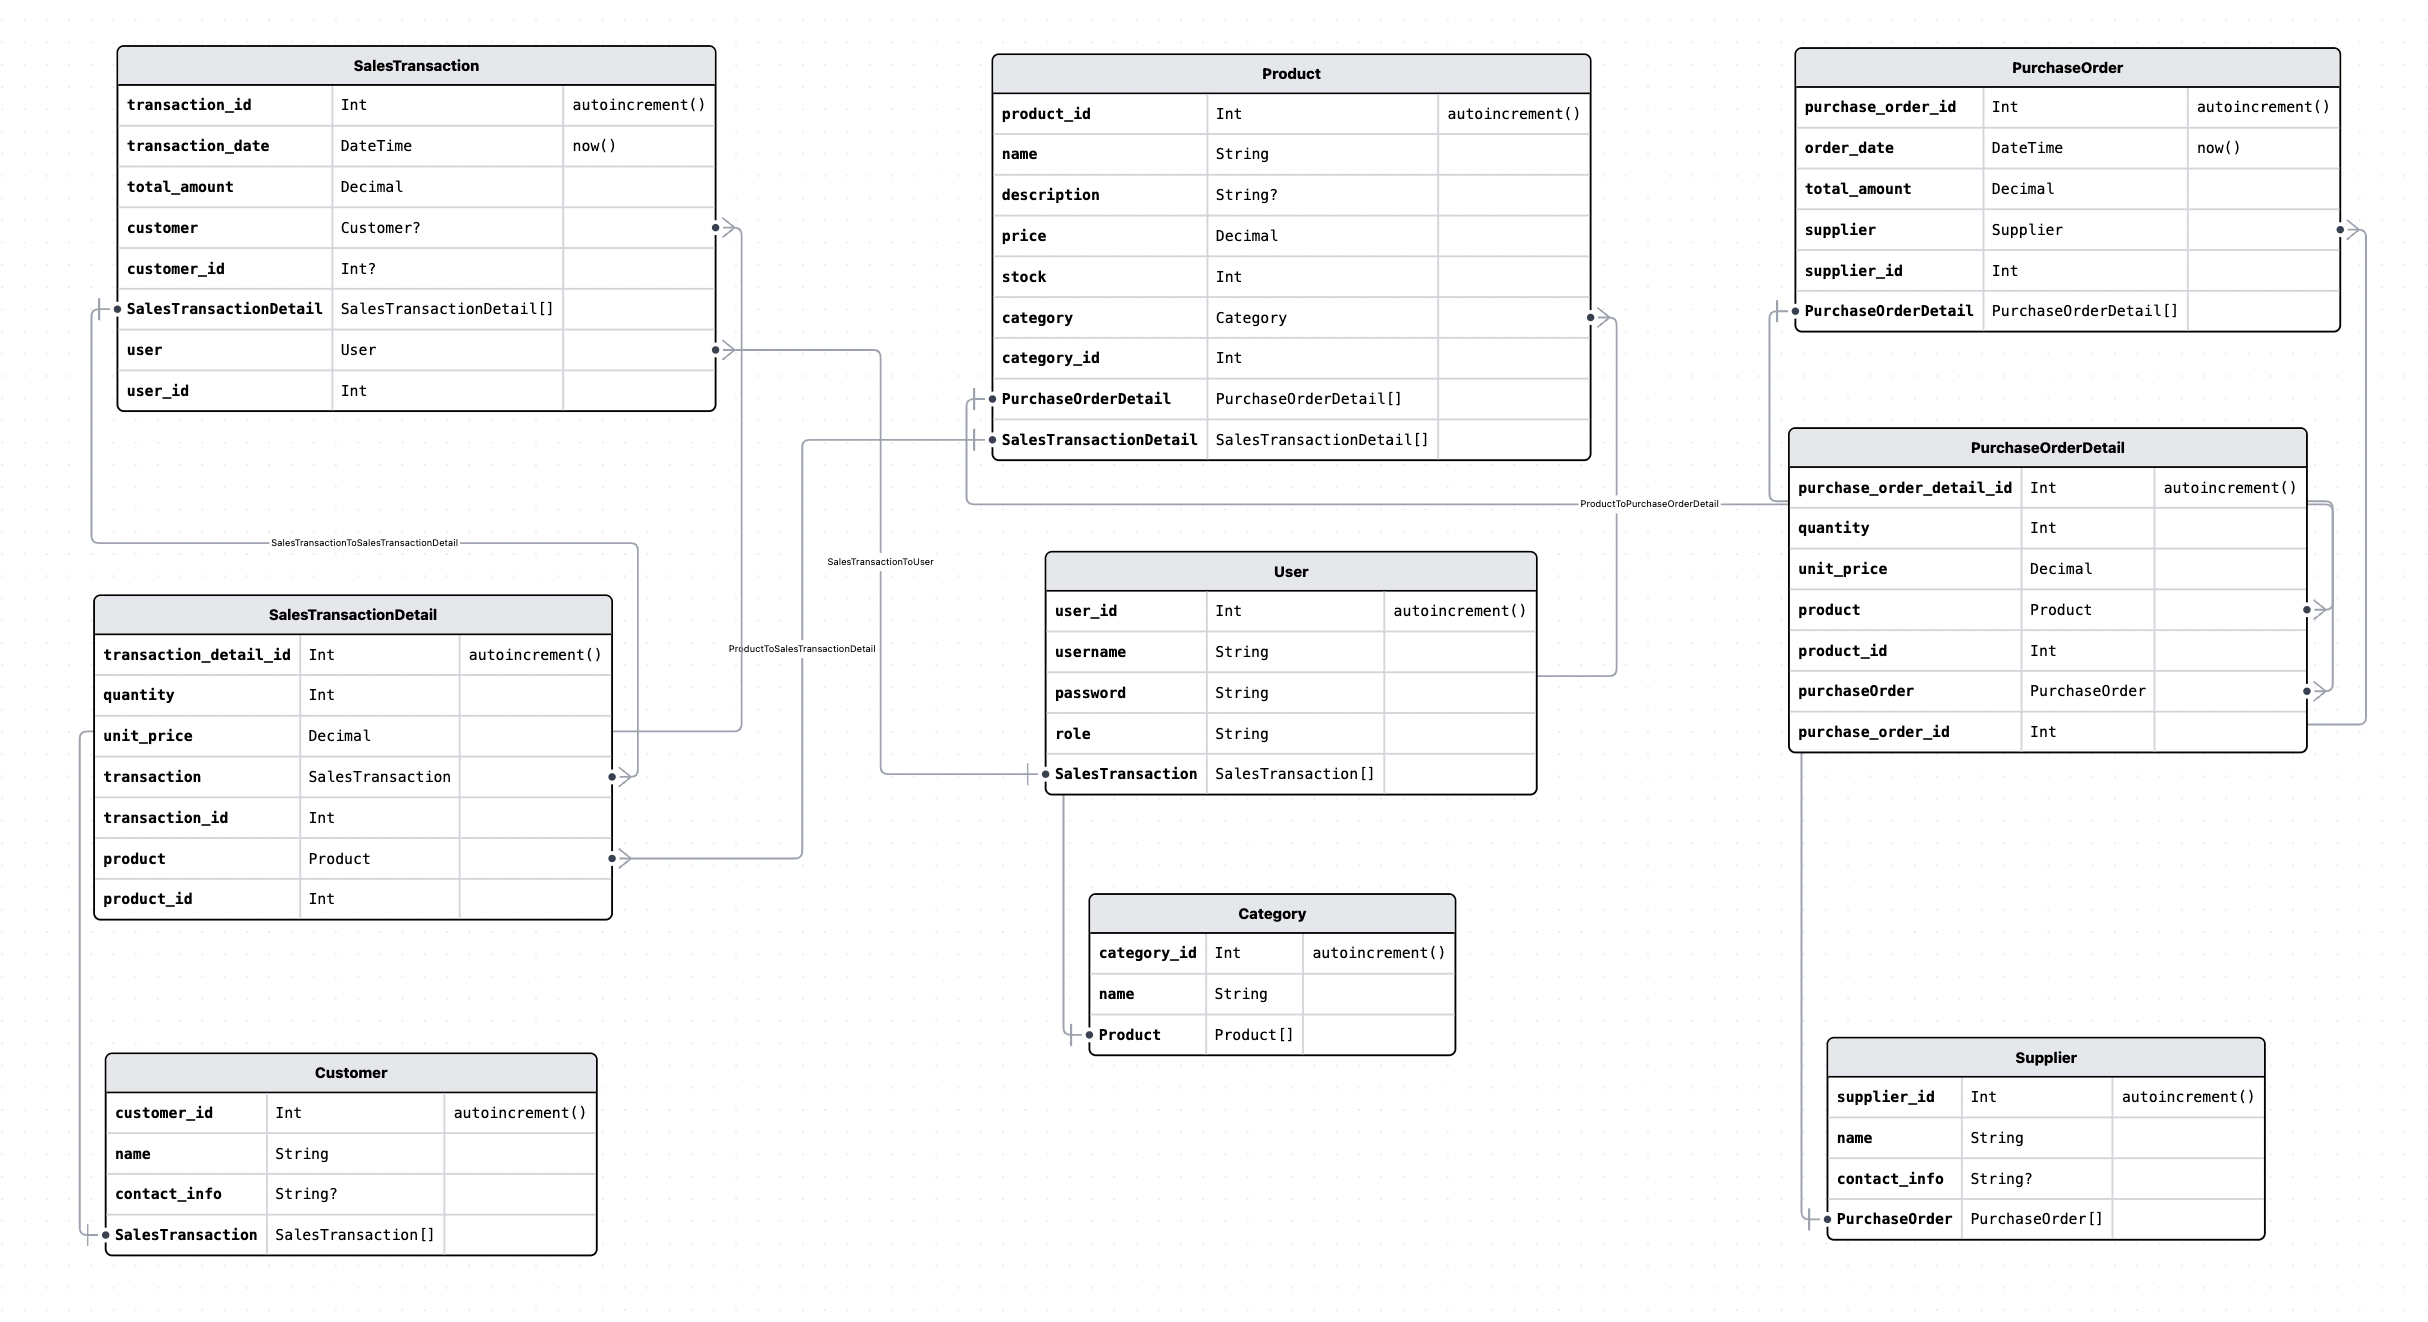 SalesTransaction
transaction_id Int autoincrement()
transaction_date DateTime now()
total_amount Decimal
customer Customer?
customer_id Int?
SalesTransactionDetail SalesTransactionDetail[]
user User
user_id Int
Product
product_id Int autoincrement()
name String
description String?
price Decimal
stock Int
category Category
category_id Int
PurchaseOrderDetail PurchaseOrderDetail[]
SalesTransactionDetail SalesTransactionDetail[]
PurchaseOrder
purchase_order_id Int autoincrement()
order_date DateTime now()
total_amount Decimal
supplier Supplier
supplier_id Int
PurchaseOrderDetail PurchaseOrderDetail[]
SalesTransactionToSalesTransactionDetail
ProductToSalesTransactionDetail
SalesTransactionToUser
ProductToPurchaseOrderDetail
SalesTransactionDetail
transaction_detail_id Int autoincrement()
quantity Int
unit_price Decimal
transaction SalesTransaction
transaction_id Int
product Product
product_id Int
User
user_id Int autoincrement()
username String
password String
role String
SalesTransaction SalesTransaction[]
PurchaseOrderDetail
purchase_order_detail_id Int autoincrement()
quantity Int
unit_price Decimal
product Product
product_id Int
purchaseOrder PurchaseOrder
purchase_order_id Int
Customer
customer_id Int autoincrement()
name String
contact_info String?
SalesTransaction SalesTransaction[]
Category
category_id Int autoincrement()
name String
Product Product[]
Supplier
supplier_id Int autoincrement()
name String
contact_info String?
PurchaseOrder PurchaseOrder[]